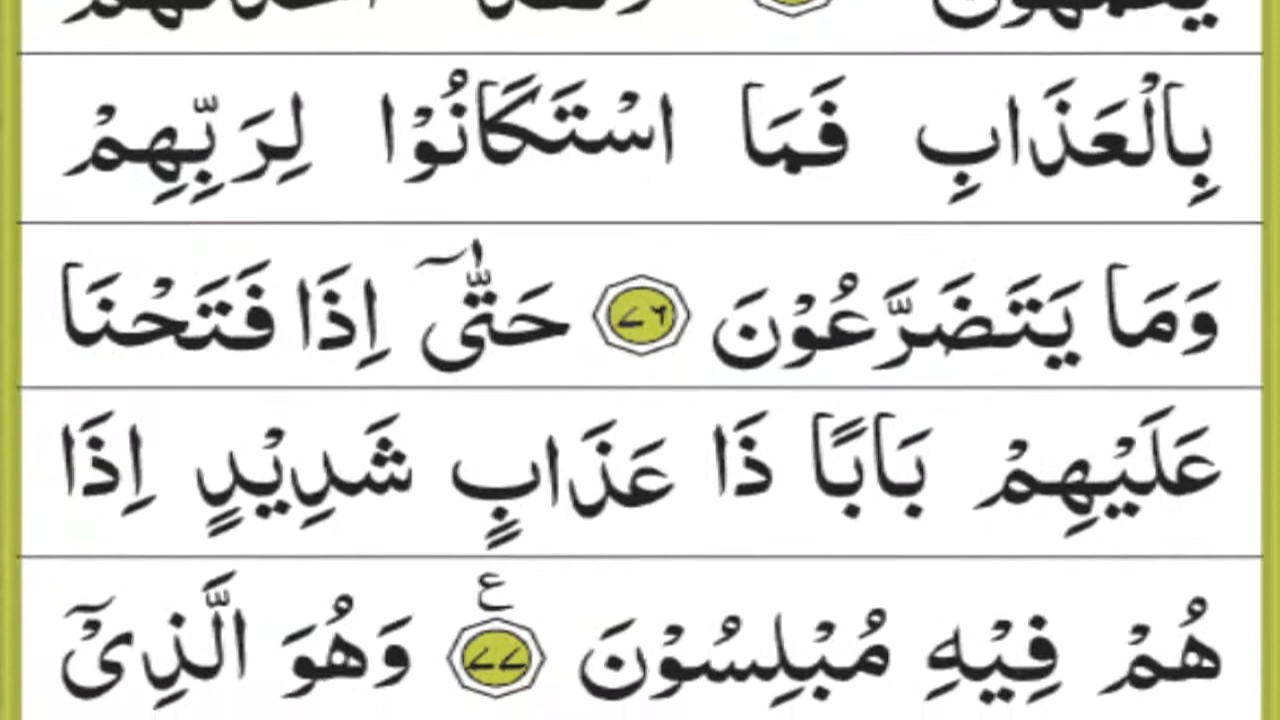 بِالْعَذَابِ فَمَا اسْتَكَانُوْا لِرَبِّهِمْ
وَمَا يَتَضَرَّعُوْنَ ۷۶ حَتّٰۤى اِذَا فَتَحْنَا
عَلَيْهِمْ بَابًا ذَا عَذَابٍ شَدِيْدٍ اِذَا
ع
هُمْ فِيْهِ مُبْلِسُوْنَ ۷۷ وَهُوَ الَّذِىْۤ